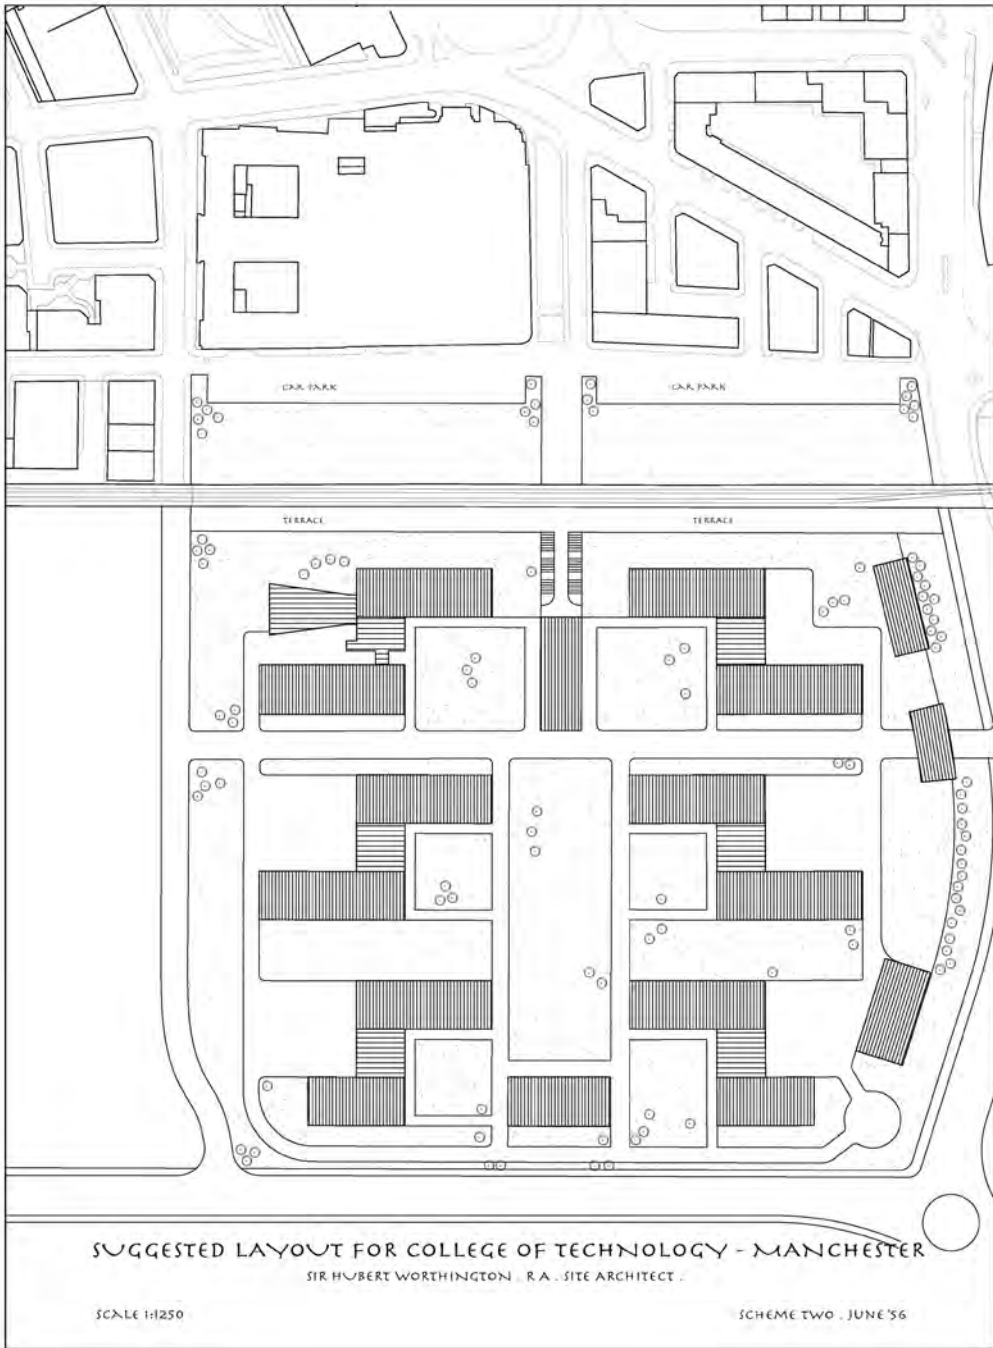 CAR PARK
CAR PARK
TERRACE
TERRACE
SUGGESTED LAYOUT FOR COLLEGE OF TECHNOLOGY - MANCHESTER
SIR HUBERT WORTHINGTON . R A . SITE ARCHITECT .
SCALE 1:1250
SCHEME TWO . JUNE '56